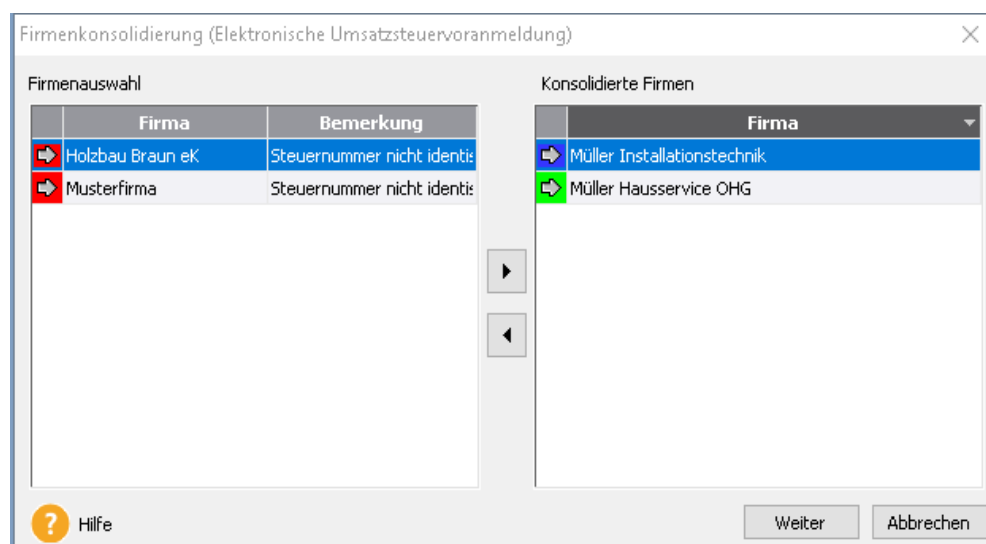 Firmenkonsolidierung (Elektronische Umsatzsteuervoranmeldung)
Firmenauswahl
Konsolidierte Firmen
Firma Bemerkung
Firma
Holzbau Braun eK Steuernummer nicht identis
Müller Installationstechnik
Musterfirma Steuernummer nicht identis
Müller Hausservice OHG
? Hilfe
Weiter
Abbrechen